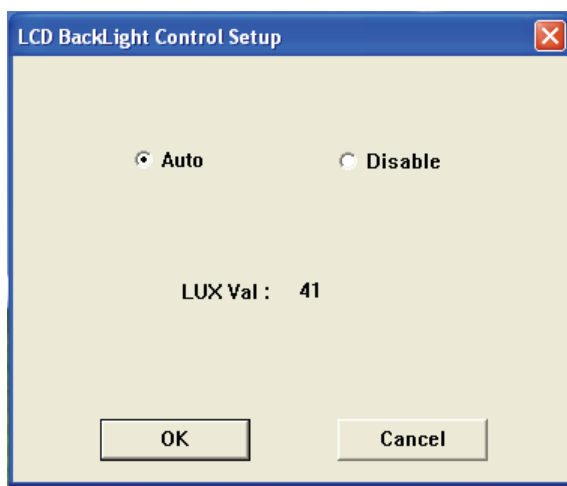 LCD BackLight Control Setup
Auto Disable
LUX Val : 41
OK Cancel